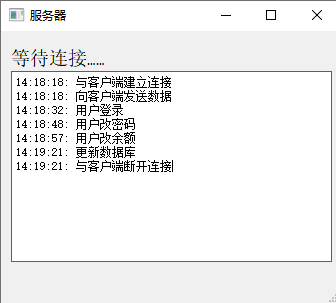 服务器
等待连接……
14:18:18: 与客户端建立连接
14:18:18: 向客户端发送数据
14:18:32: 用户登录
14:18:48: 用户改密码
14:18:57: 用户改余额
14:19:21: 更新数据库
14:19:21: 与客户端断开连接